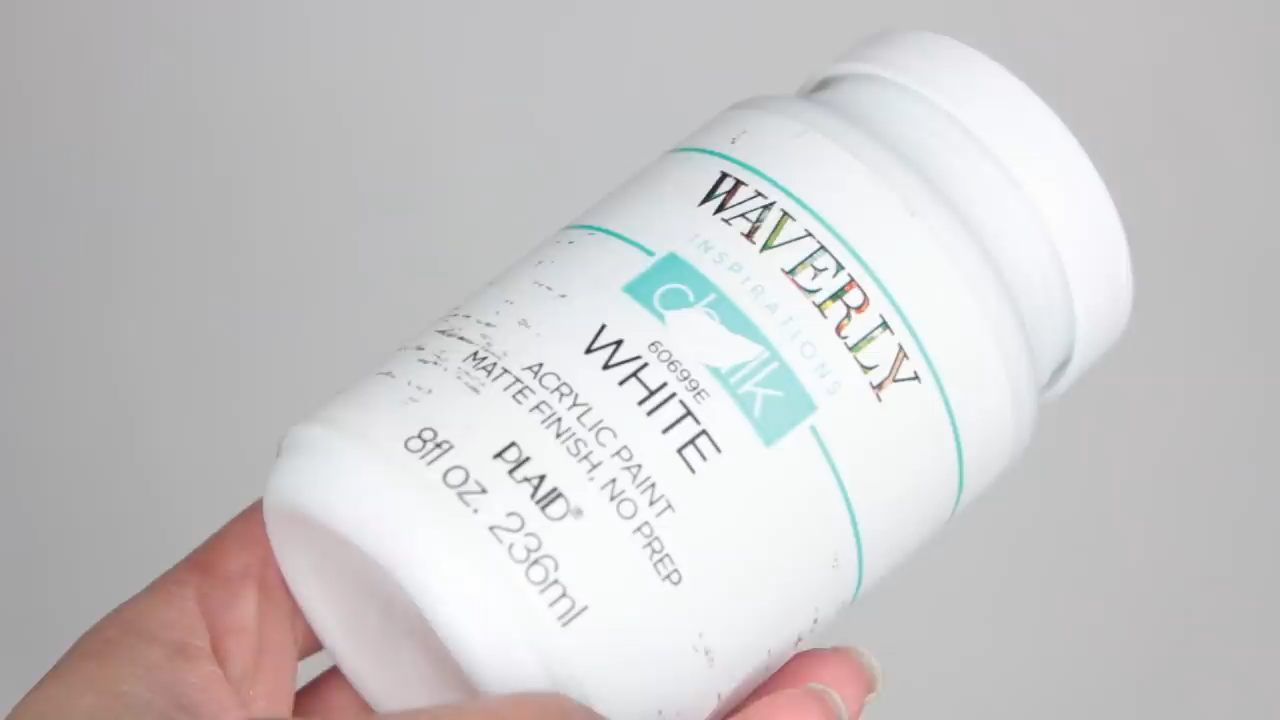 WAVERLY
INSPIRATIONS
chalk
60699E
WHITE
ACRYLIC PAINT
MATTE FINISH, NO PREP
PLAID®
8fl oz. 236ml